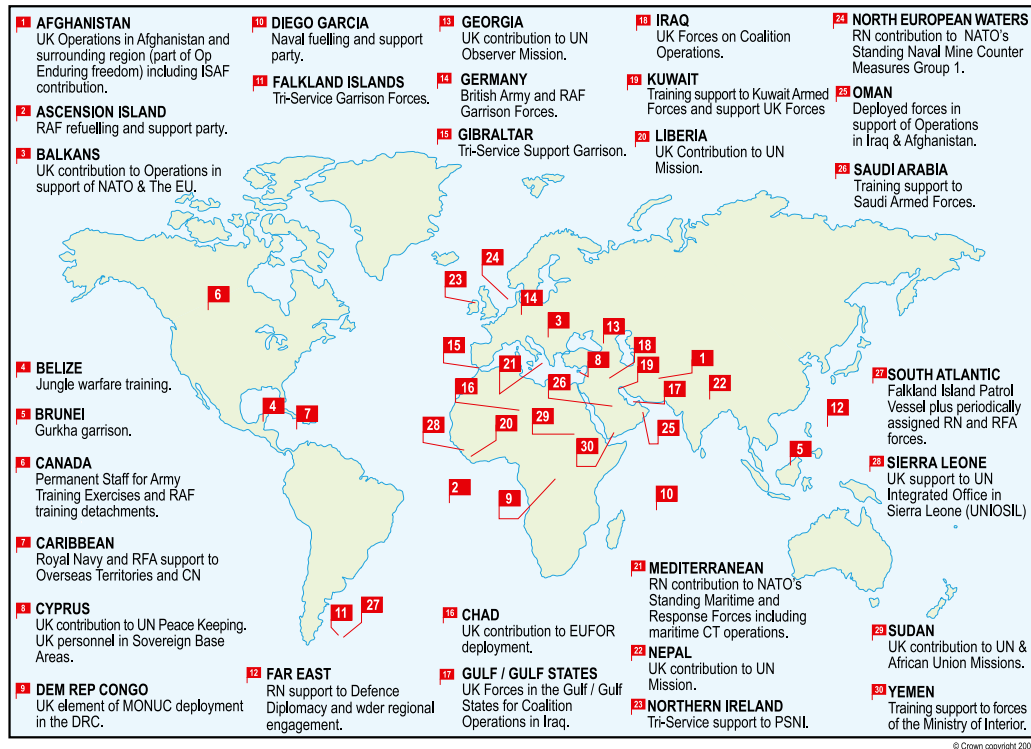 1 AFGHANISTAN
UK Operations in Afghanistan and
surrounding region (part of Op
Enduring freedom) including ISAF
contribution.
2 ASCENSION ISLAND
RAF refuelling and support party.
3 BALKANS
UK contribution to Operations in
support of NATO & The EU.
10 DIEGO GARCIA
Naval fuelling and support
party.
11 FALKLAND ISLANDS
Tri-Service Garrison Forces.
13 GEORGIA
UK contribution to UN
Observer Mission.
14 GERMANY
British Army and RAF
Garrison Forces.
15 GIBRALTAR
Tri-Service Support Garrison.
18 IRAQ
UK Forces on Coalition
Operations.
19 KUWAIT
Training support to Kuwait Armed
Forces and support UK Forces
20 LIBERIA
UK Contribution to UN
Mission.
24 NORTH EUROPEAN WATERS
RN contribution to NATO's
Standing Naval Mine Counter
Measures Group 1.
25 OMAN
Deployed forces in
support of Operations
in Iraq & Afghanistan.
26 SAUDI ARABIA
Training support to
Saudi Armed Forces.
24
23
6
14
3
13
15
21
8
18
19
1
16
26
17
22
12
4
7
28
20
29
25
30
5
2
9
10
11
27
4 BELIZE
Jungle warfare training.
5 BRUNEI
Gurkha garrison.
6 CANADA
Permanent Staff for Army
Training Exercises and RAF
training detachments.
7 CARIBBEAN
Royal Navy and RFA support to
Overseas Territories and CN
8 CYPRUS
UK contribution to UN Peace Keeping.
UK personnel in Sovereign Base
Areas.
9 DEM REP CONGO
UK element of MONUC deployment
in the DRC.
12 FAR EAST
RN support to Defence
Diplomacy and wder regional
engagement.
16 CHAD
UK contribution to EUFOR
deployment.
17 GULF / GULF STATES
UK Forces in the Gulf / Gulf
States for Coalition
Operations in Iraq.
21 MEDITERRANEAN
RN contribution to NATO's
Standing Maritime and
Response Forces including
maritime CT operations.
22 NEPAL
UK contribution to UN
Mission.
23 NORTHERN IRELAND
Tri-Service support to PSNI.
27 SOUTH ATLANTIC
Falkland Island Patrol
Vessel plus periodically
assigned RN and RFA
forces.
28 SIERRA LEONE
UK support to UN
Integrated Office in
Sierra Leone (UNIOSIL)
29 SUDAN
UK contribution to UN &
African Union Missions.
30 YEMEN
Training support to forces
of the Ministry of Interior.
© Crown copyright